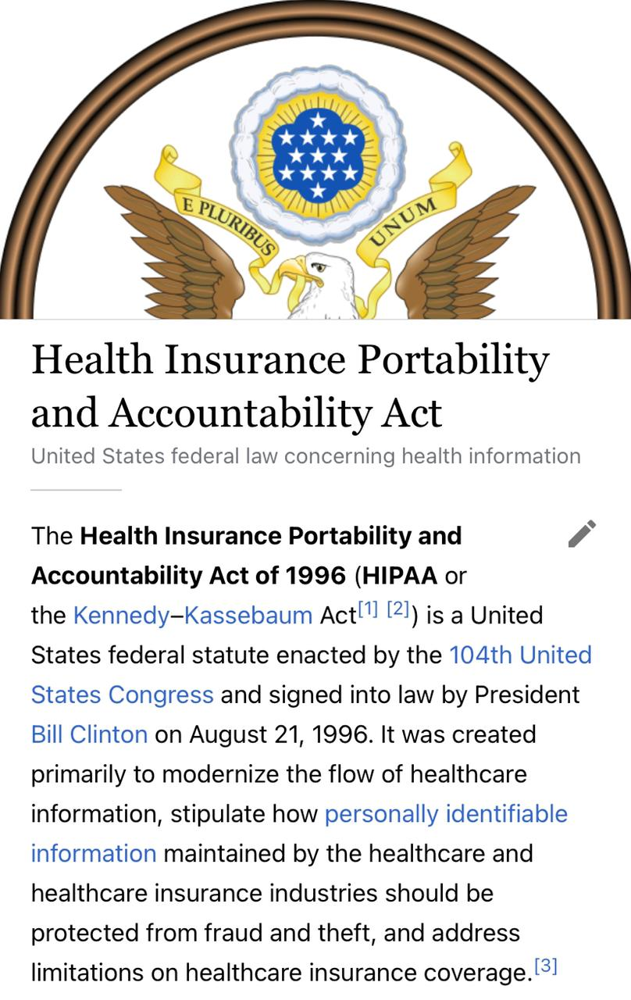 E PLURIBUS UNUM
Health Insurance Portability
and Accountability Act
United States federal law concerning health information
The Health Insurance Portability and
Accountability Act of 1996 (HIPAA or
the Kennedy–Kassebaum Act[1] [2]) is a United
States federal statute enacted by the 104th United
States Congress and signed into law by President
Bill Clinton on August 21, 1996. It was created
primarily to modernize the flow of healthcare
information, stipulate how personally identifiable
information maintained by the healthcare and
healthcare insurance industries should be
protected from fraud and theft, and address
limitations on healthcare insurance coverage.[3]